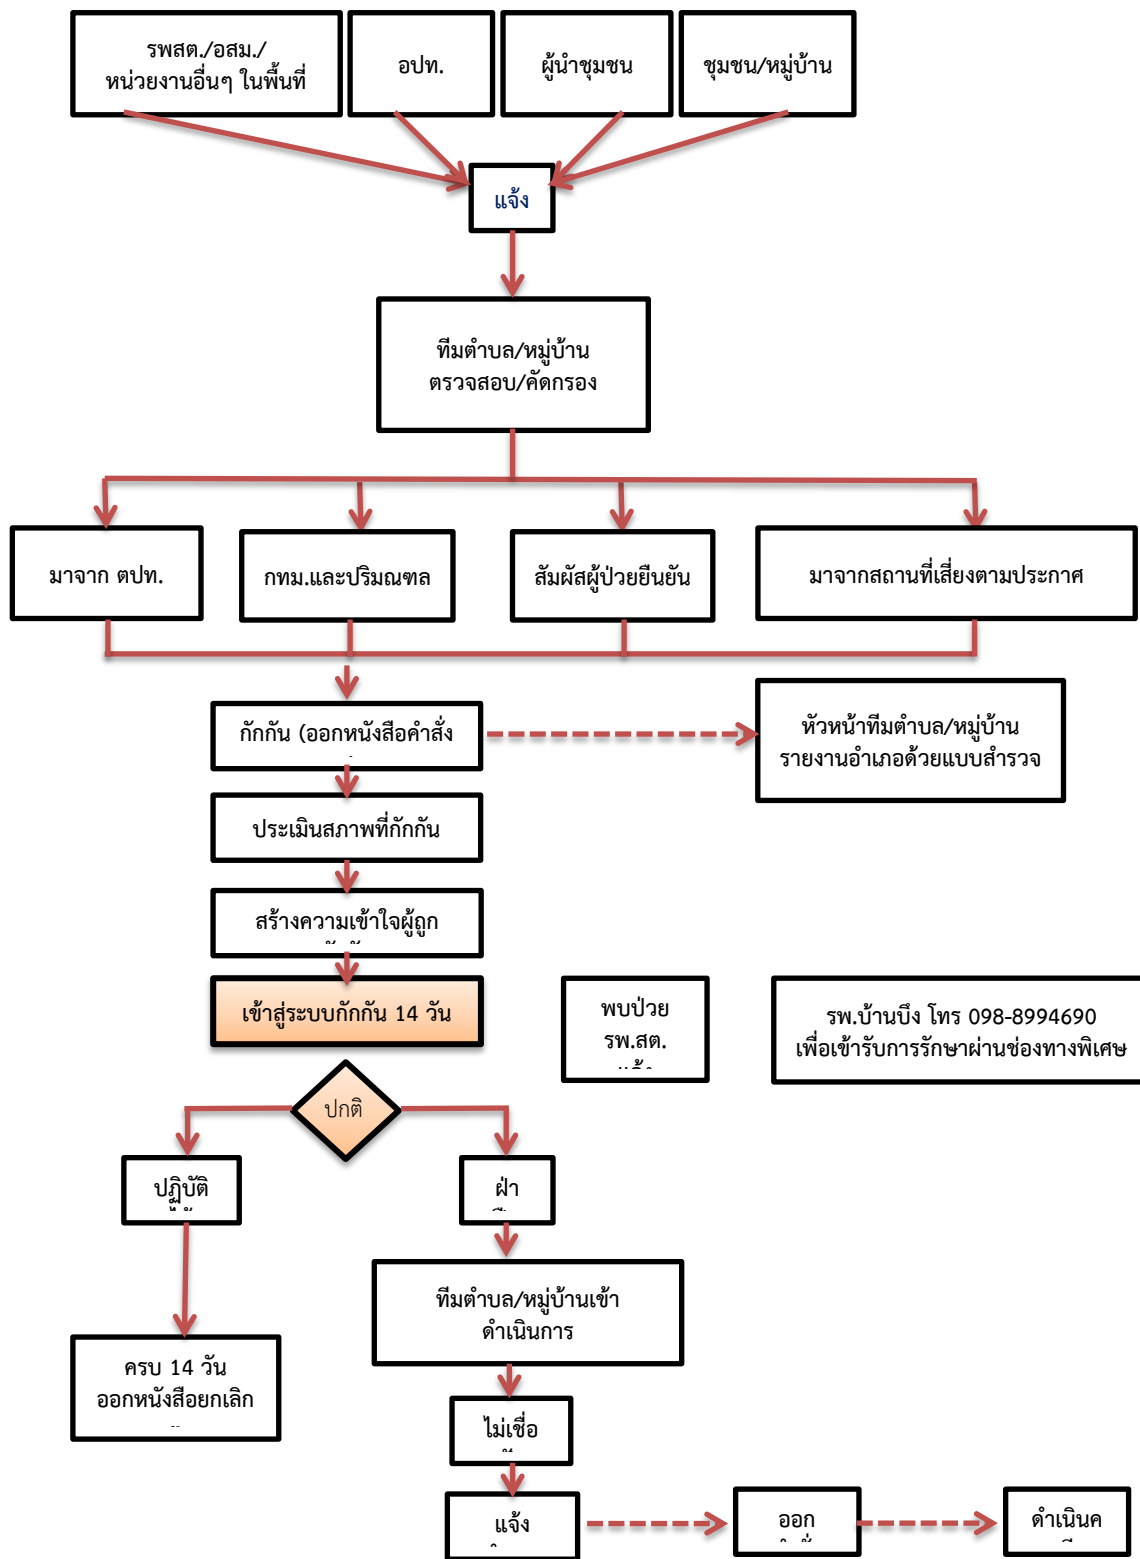 รพสต./อสม./
หน่วยงานอื่นๆ ในพื้นที่
อปท.
ผู้นำชุมชน
ชุมชน/หมู่บ้าน
แจ้ง
ทีมตำบล/หมู่บ้าน
ตรวจสอบ/คัดกรอง
มาจาก ตปท.
กทม.และปริมณฑล
สัมผัสผู้ป่วยยืนยัน
มาจากสถานที่เสี่ยงตามประกาศ
กักกัน (ออกหนังสือคำสั่ง
หัวหน้าทีมตำบล/หมู่บ้าน
รายงานอำเภอด้วยแบบสำรวจ
ประเมินสภาพที่กักกัน
สร้างความเข้าใจผู้ถูก
เข้าสู่ระบบกักกัน 14 วัน
พบป่วย
รพ.สต.
รพ.บ้านบึง โทร 098-8994690
เพื่อเข้ารับการรักษาผ่านช่องทางพิเศษ
ปกติ
ปฏิบัติ
ฝ่า
ทีมตำบล/หมู่บ้านเข้า
ดำเนินการ
ครบ 14 วัน
ออกหนังสือยกเลิก
ไม่เชื่อ
แจ้ง
ออก
ดำเนินค